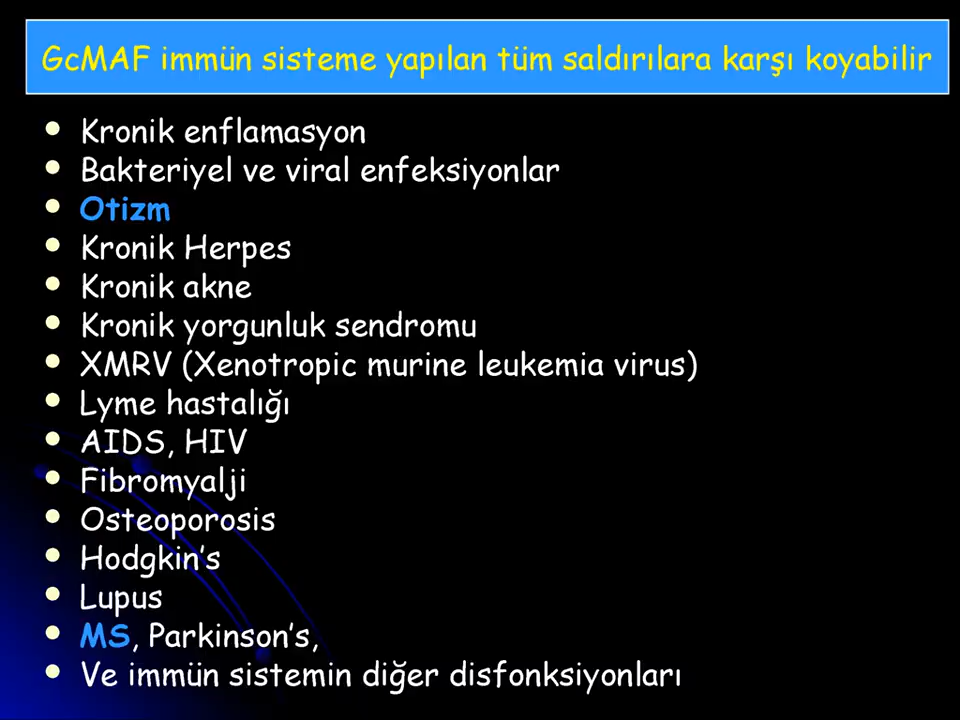 GcMAF immün sisteme yapılan tüm saldırılara karşı koyabilir
• Kronik enflamasyon
• Bakteriyel ve viral enfeksiyonlar
• Otizm
• Kronik Herpes
• Kronik akne
• Kronik yorgunluk sendromu
• XMRV (Xenotropic murine leukemia virus)
• Lyme hastalığı
• AIDS, HIV
• Fibromyalji
• Osteoporosis
• Hodgkin’s
• Lupus
• MS, Parkinson’s,
• Ve immün sistemin diğer disfonksiyonları